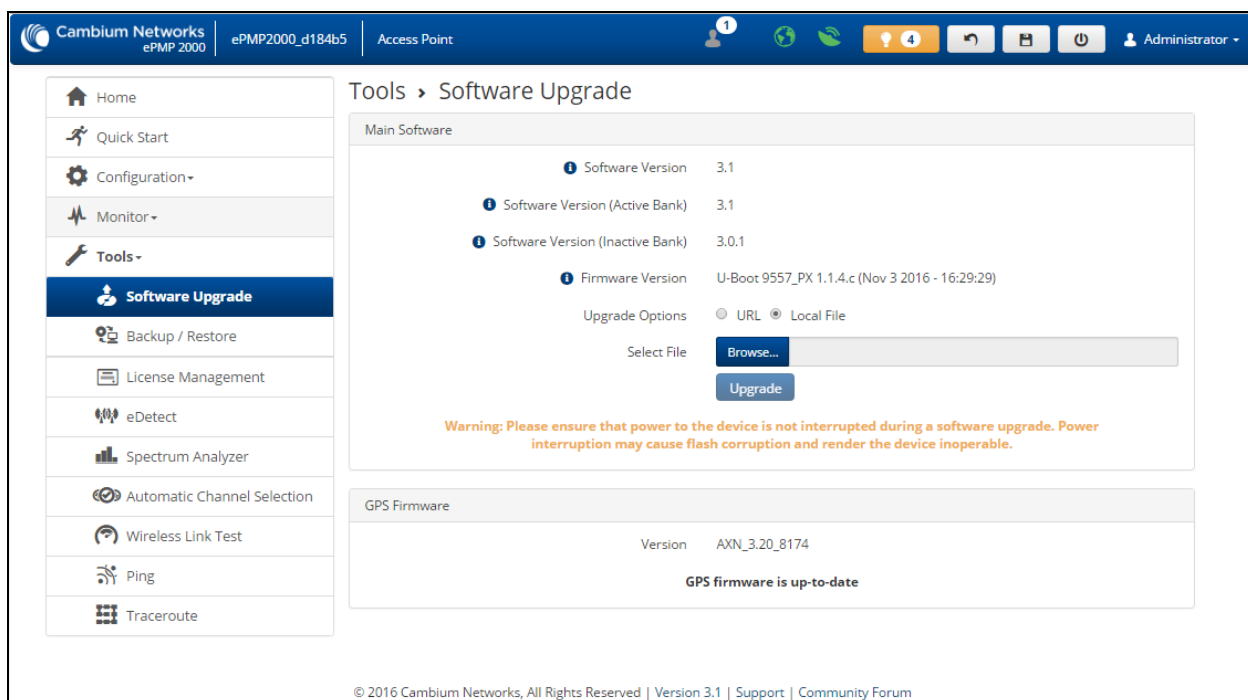 Cambium Networks
ePMP 2000
ePMP2000_d184b5
Access Point
1
4
Administrator
Home
Quick Start
Configuration
Monitor
Tools
Software Upgrade
Backup / Restore
License Management
eDetect
Spectrum Analyzer
Automatic Channel Selection
Wireless Link Test
Ping
Traceroute
Tools > Software Upgrade
Main Software
Software Version 3.1
Software Version (Active Bank) 3.1
Software Version (Inactive Bank) 3.0.1
Firmware Version U-Boot 9557_PX 1.1.4.c (Nov 3 2016 - 16:29:29)
Upgrade Options URL Local File
Select File Browse...
Upgrade
Warning: Please ensure that power to the device is not interrupted during a software upgrade. Power
interruption may cause flash corruption and render the device inoperable.
GPS Firmware
Version AXN_3.20_8174
GPS firmware is up-to-date
© 2016 Cambium Networks, All Rights Reserved | Version 3.1 | Support | Community Forum